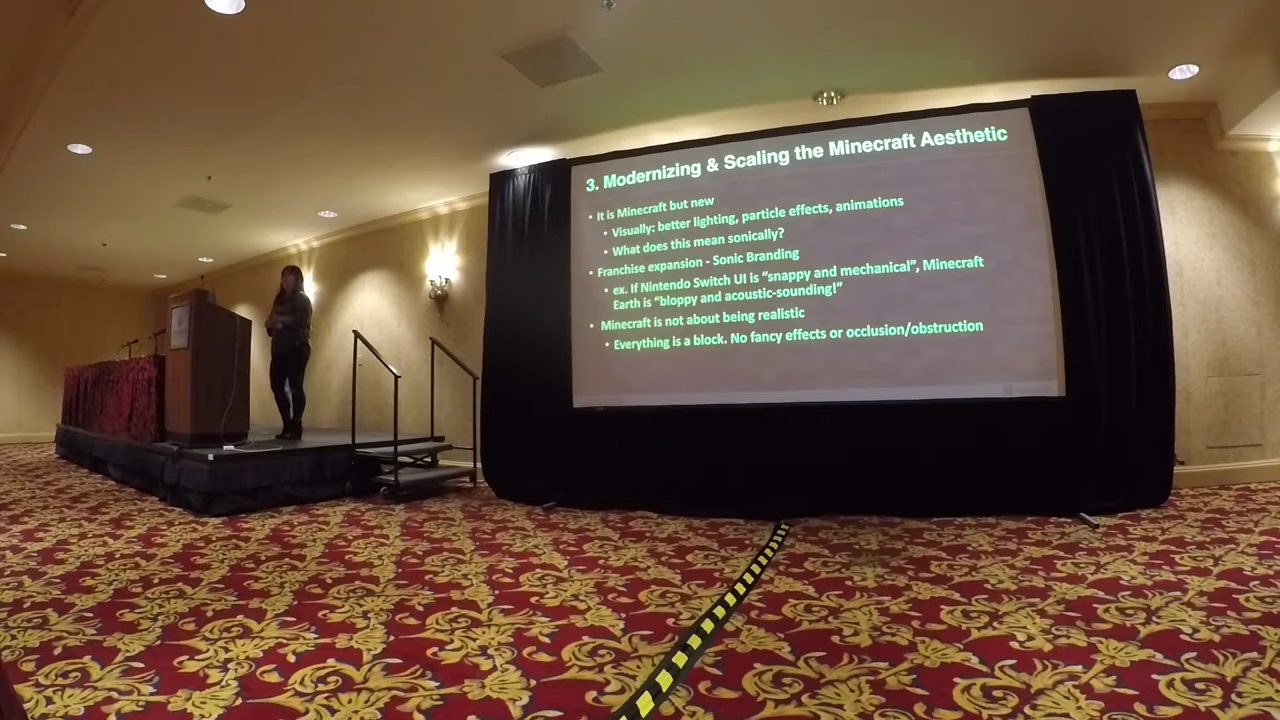 3. Modernizing & Scaling the Minecraft Aesthetic
• It is Minecraft but new
• Visually: better lighting, particle effects, animations
• What does this mean sonically?
• Franchise expansion - Sonic Branding
• ex. If Nintendo Switch UI is “snappy and mechanical”, Minecraft
Earth is “bloppy and acoustic-sounding!”
• Minecraft is not about being realistic
• Everything is a block. No fancy effects or occlusion/obstruction